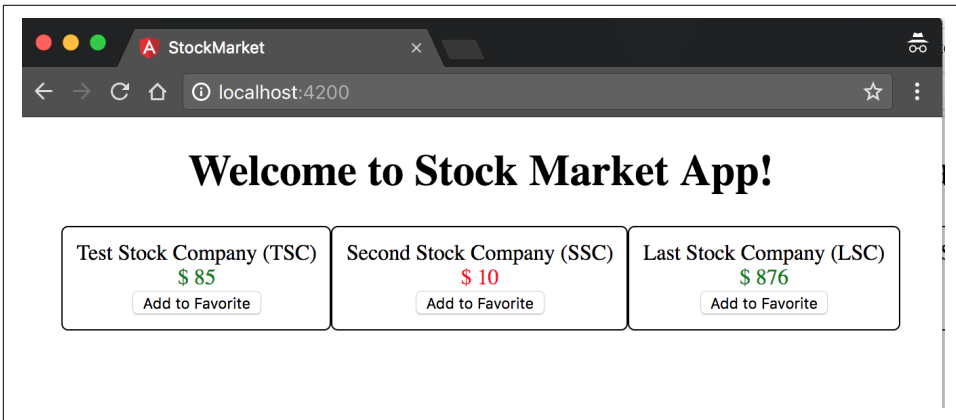 StockMarket
localhost:4200
Welcome to Stock Market App!
Test Stock Company (TSC)
$ 85
Add to Favorite
Second Stock Company (SSC)
$ 10
Add to Favorite
Last Stock Company (LSC)
$ 876
Add to Favorite